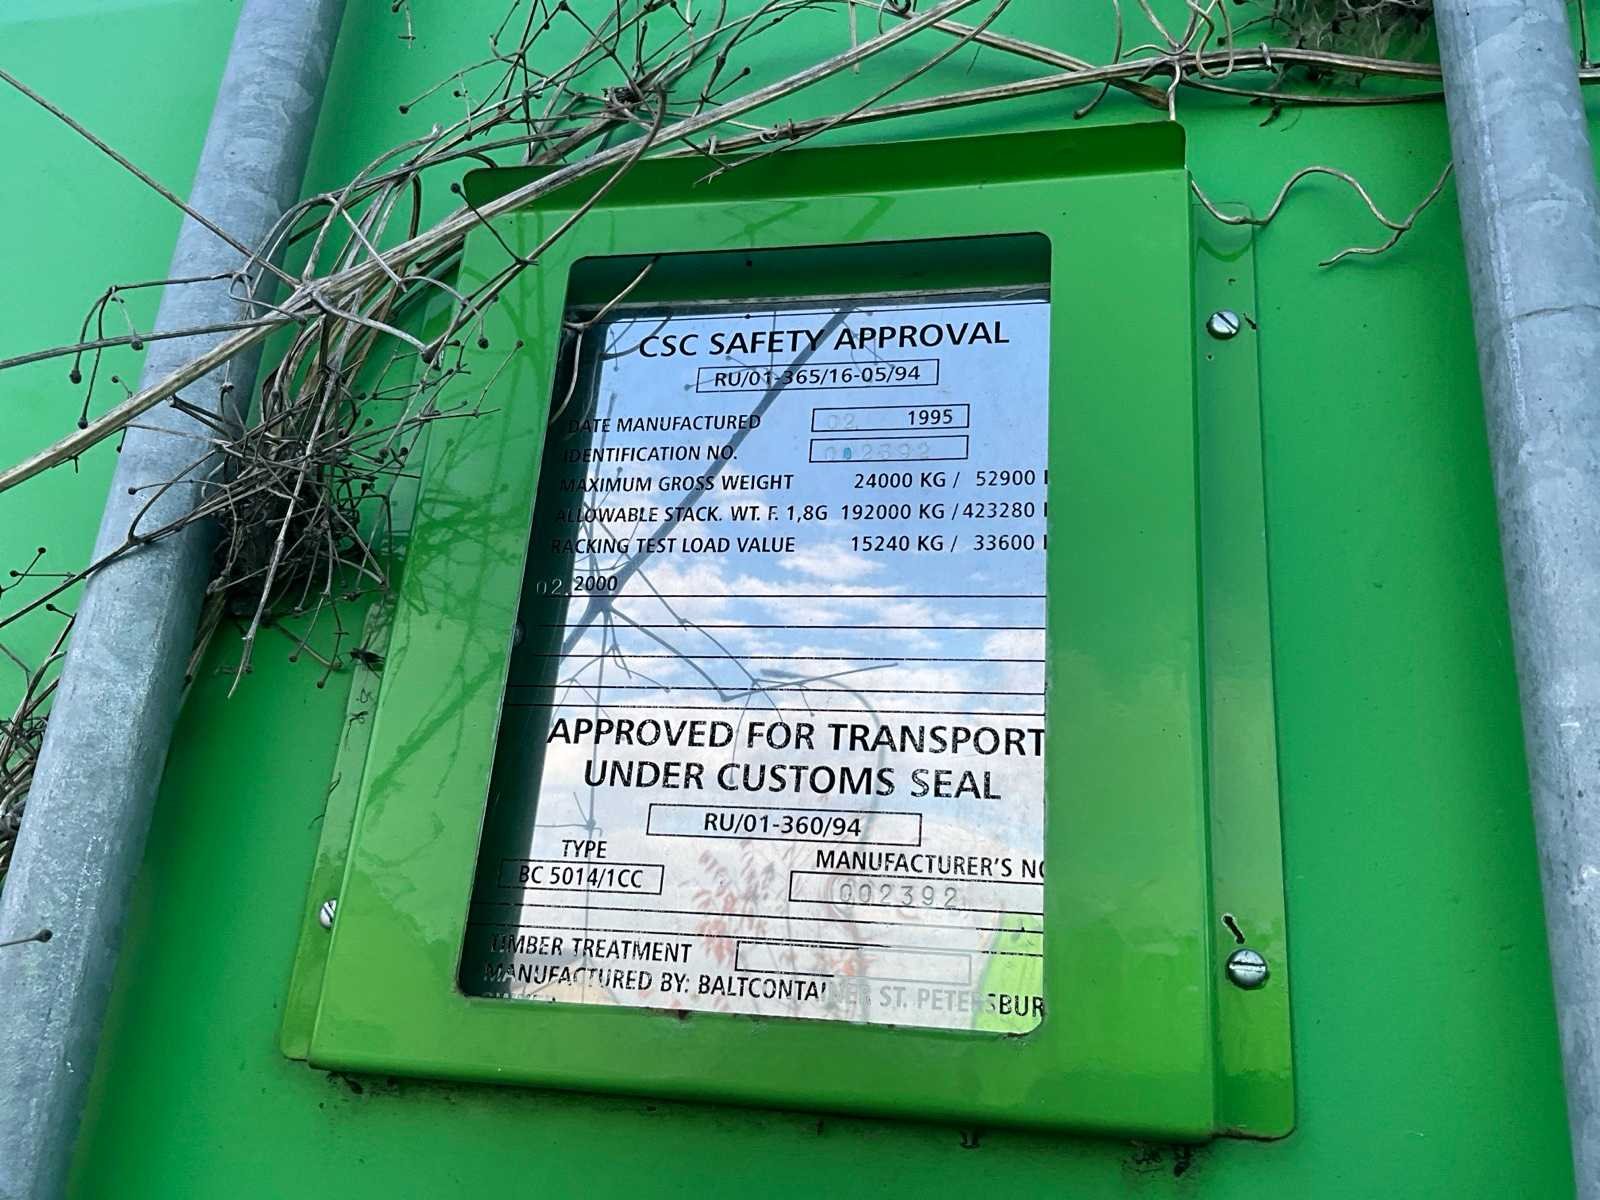 CSC SAFETY APPROVAL
RU/01-365/16-05/94
DATE MANUFACTURED 02 1995
IDENTIFICATION NO. 002392
MAXIMUM GROSS WEIGHT 24000 KG / 52900
ALLOWABLE STACK. WT. F. 1,8G 192000 KG / 423280
RACKING TEST LOAD VALUE 15240 KG / 33600
02. 2000
APPROVED FOR TRANSPORT
UNDER CUSTOMS SEAL
RU/01-360/94
TYPE MANUFACTURER'S NO
BC 5014/1CC 002392
TIMBER TREATMENT
MANUFACTURED BY: BALTCONTAINER ST. PETERSBUR